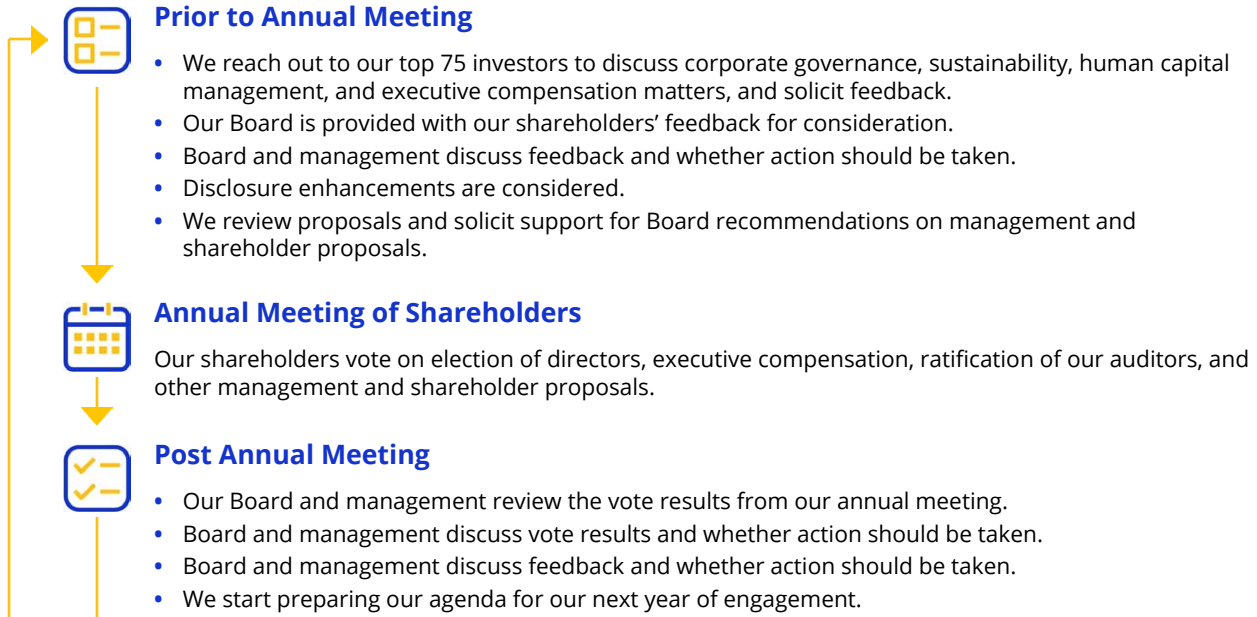 Prior to Annual Meeting
• We reach out to our top 75 investors to discuss corporate governance, sustainability, human capital
management, and executive compensation matters, and solicit feedback.
• Our Board is provided with our shareholders’ feedback for consideration.
• Board and management discuss feedback and whether action should be taken.
• Disclosure enhancements are considered.
• We review proposals and solicit support for Board recommendations on management and
shareholder proposals.
Annual Meeting of Shareholders
Our shareholders vote on election of directors, executive compensation, ratification of our auditors, and
other management and shareholder proposals.
Post Annual Meeting
• Our Board and management review the vote results from our annual meeting.
• Board and management discuss vote results and whether action should be taken.
• Board and management discuss feedback and whether action should be taken.
• We start preparing our agenda for our next year of engagement.